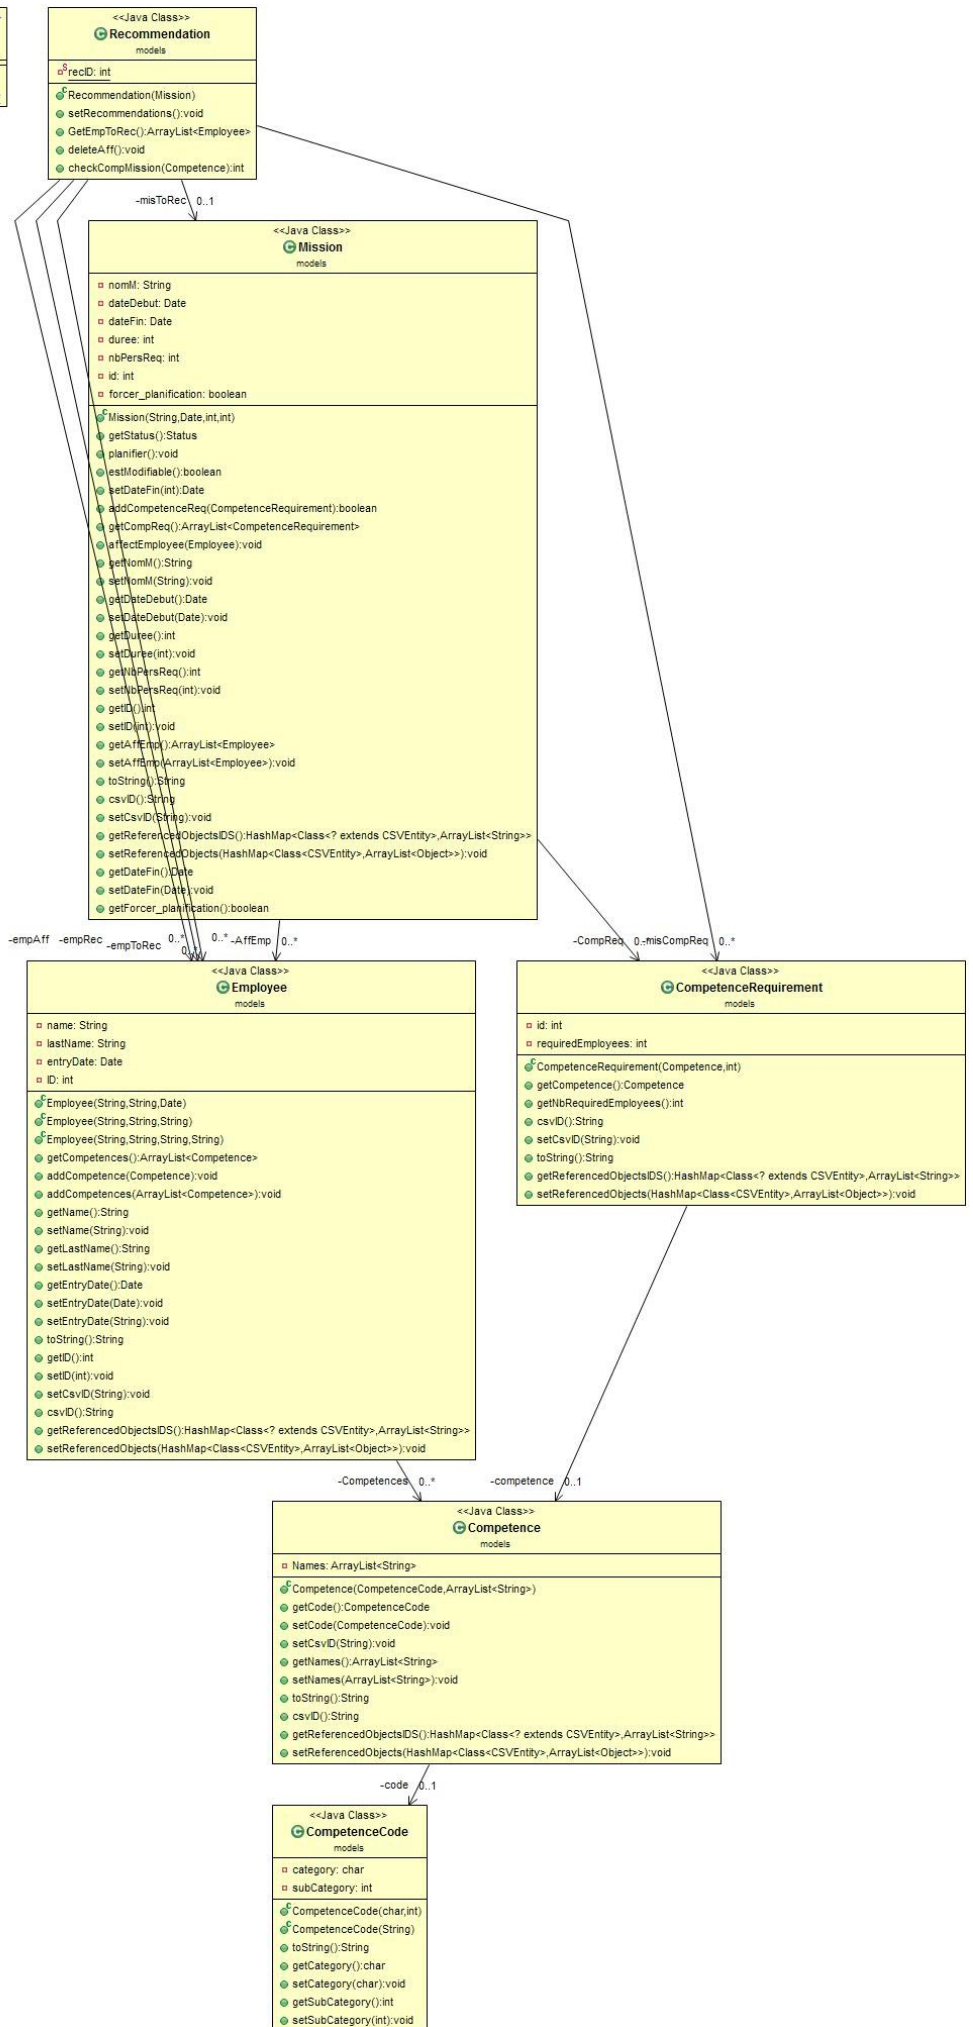 <<Java Class>>
Recommendation
models
recID: int
Recommendation(Mission)
setRecommendations():void
GetEmpToRec():ArrayList<Employee>
deleteAff():void
checkCompMission(Competence):int
-misToRec 0..1
<<Java Class>>
Mission
models
nomM: String
dateDebut: Date
dateFin: Date
duree: int
nbPersReq: int
id: int
forcer_planification: boolean
Mission(String,Date,int,int)
getStatus():Status
planifier():void
estModifiable():boolean
setDateFin(int):Date
addCompetenceReq(CompetenceRequirement):boolean
getCompReq():ArrayList<CompetenceRequirement>
affectEmployee(Employee):void
getNomM():String
setNomM(String):void
getDateDebut():Date
setDateDebut(Date):void
getDuree():int
setDuree(int):void
getNbPersReq():int
setNbPersReq(int):void
getID():int
setID(int):void
getAffEmp():ArrayList<Employee>
setAffEmp(ArrayList<Employee>):void
toString():String
csvID():String
setCsvID(String):void
getReferencedObjectsIDS():HashMap<Class<? extends CSVEntity>,ArrayList<String>>
setReferencedObjects(HashMap<Class<CSVEntity>,ArrayList<Object>>):void
getDateFin():Date
setDateFin(Date):void
getForcer_planification():boolean
-empAff -empRec -empToRec 0..* 0..* 0..* -AffEmp 0..*
-CompReq 0..* -misCompReq 0..*
<<Java Class>>
Employee
models
name: String
lastName: String
entryDate: Date
ID: int
Employee(String,String,Date)
Employee(String,String,String)
Employee(String,String,String,String)
getCompetences():ArrayList<Competence>
addCompetence(Competence):void
addCompetences(ArrayList<Competence>):void
getName():String
setName(String):void
getLastName():String
setLastName(String):void
getEntryDate():Date
setEntryDate(Date):void
setEntryDate(String):void
toString():String
getID():int
setID(int):void
setCsvID(String):void
csvID():String
getReferencedObjectsIDS():HashMap<Class<? extends CSVEntity>,ArrayList<String>>
setReferencedObjects(HashMap<Class<CSVEntity>,ArrayList<Object>>):void
<<Java Class>>
CompetenceRequirement
models
id: int
requiredEmployees: int
CompetenceRequirement(Competence,int)
getCompetence():Competence
getNbRequiredEmployees():int
csvID():String
setCsvID(String):void
toString():String
getReferencedObjectsIDS():HashMap<Class<? extends CSVEntity>,ArrayList<String>>
setReferencedObjects(HashMap<Class<CSVEntity>,ArrayList<Object>>):void
-Competences 0..*
-competence 0..1
<<Java Class>>
Competence
models
Names: ArrayList<String>
Competence(CompetenceCode,ArrayList<String>)
getCode():CompetenceCode
setCode(CompetenceCode):void
setCsvID(String):void
getNames():ArrayList<String>
setNames(ArrayList<String>):void
toString():String
csvID():String
getReferencedObjectsIDS():HashMap<Class<? extends CSVEntity>,ArrayList<String>>
setReferencedObjects(HashMap<Class<CSVEntity>,ArrayList<Object>>):void
-code 0..1
<<Java Class>>
CompetenceCode
models
category: char
subCategory: int
CompetenceCode(char,int)
CompetenceCode(String)
toString():String
getCategory():char
setCategory(char):void
getSubCategory():int
setSubCategory(int):void